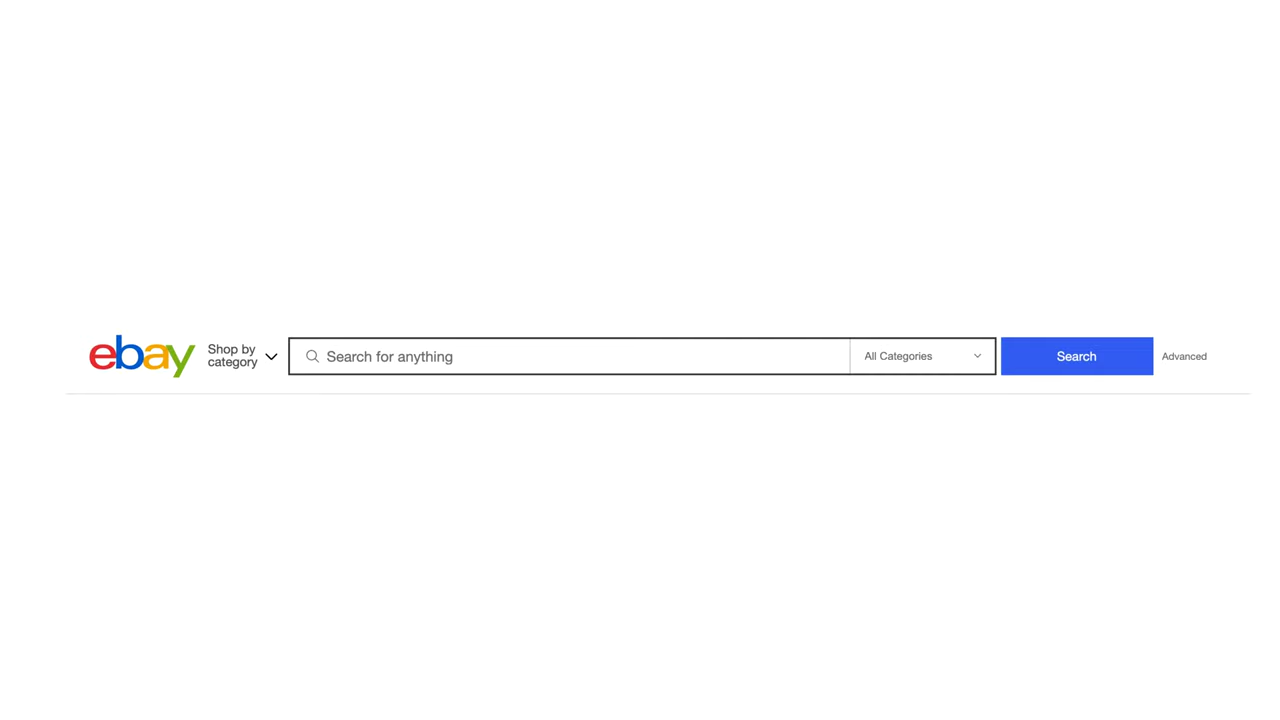 ebay
Shop by
category
Search for anything
All Categories
Search
Advanced